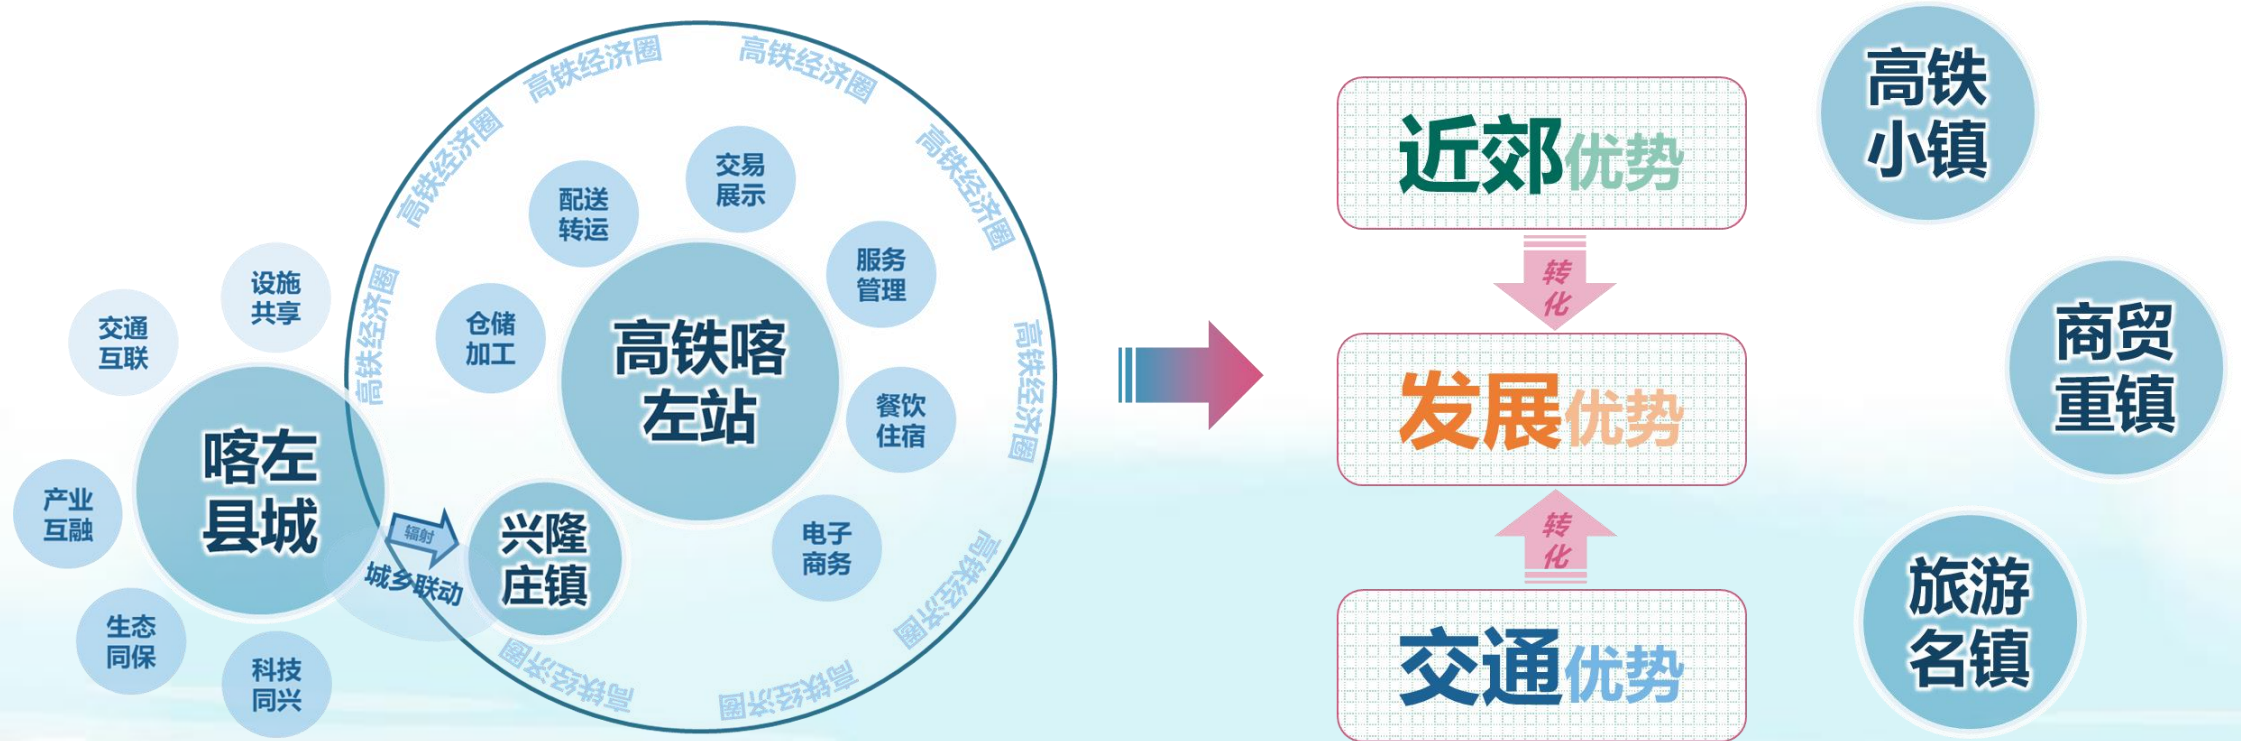 高铁经济圈
高铁经济圈
高铁经济圈
高铁经济圈
高铁经济圈
高铁经济圈
高铁经济圈
高铁经济圈
高铁经济圈
设施
共享
交通
互联
喀左
县城
产业
互融
生态
同保
科技
同兴
辐射
城乡联动
兴隆
庄镇
高铁喀
左站
仓储
加工
配送
转运
交易
展示
服务
管理
餐饮
住宿
电子
商务
近郊优势
转
化
发展优势
转
化
交通优势
高铁
小镇
商贸
重镇
旅游
名镇